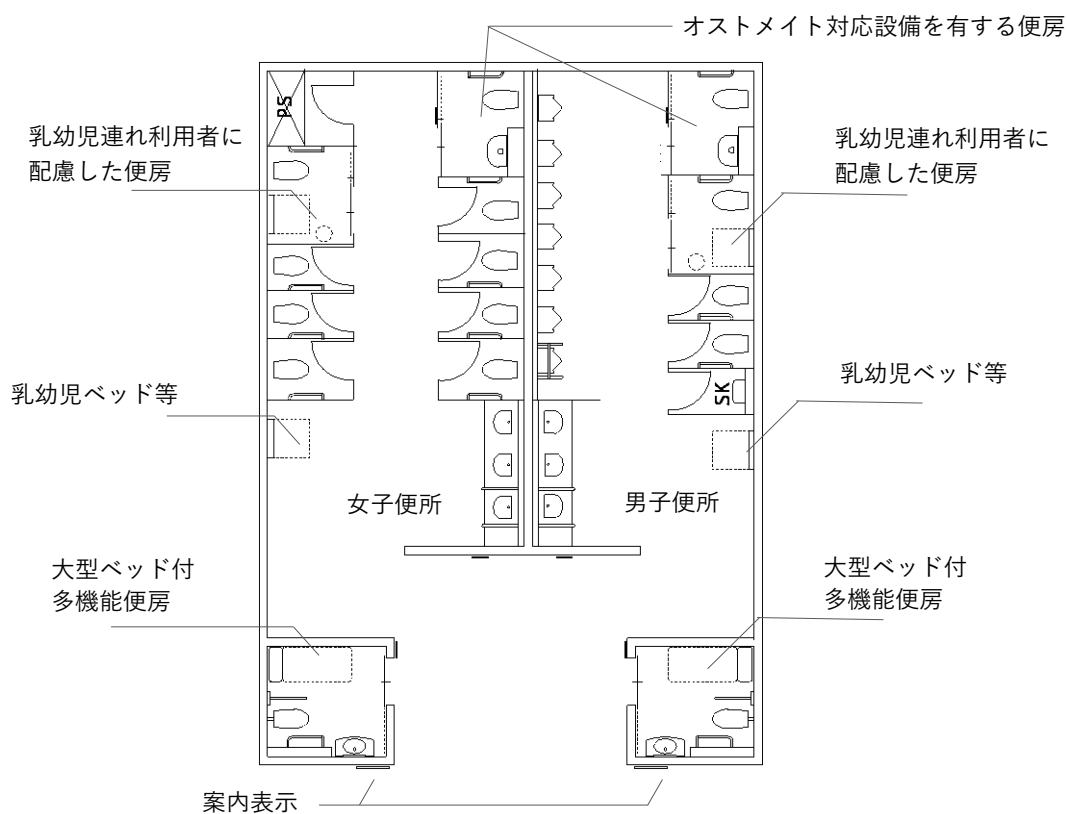 オストメイト対応設備を有する便房
PS
乳幼児連れ利用者に
配慮した便房
乳幼児連れ利用者に
配慮した便房
乳幼児ベッド等
乳幼児ベッド等
SK
女子便所
男子便所
大型ベッド付
多機能便房
大型ベッド付
多機能便房
案内表示